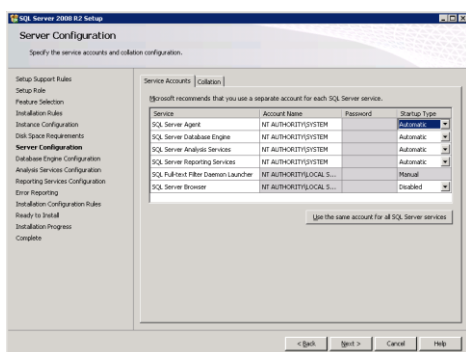 SQL Server 2008 R2 Setup
Server Configuration
Specify the service accounts and collation configuration.
Setup Support Rules
Setup Role
Feature Selection
Installation Rules
Instance Configuration
Disk Space Requirements
Server Configuration
Database Engine Configuration
Analysis Services Configuration
Reporting Services Configuration
Error Reporting
Installation Configuration Rules
Ready to Install
Installation Progress
Complete
Service Accounts Collation
Microsoft recommends that you use a separate account for each SQL Server service.
Service Account Name Password Startup Type
SQL Server Agent NT AUTHORITY\SYSTEM Automatic
SQL Server Database Engine NT AUTHORITY\SYSTEM Automatic
SQL Server Analysis Services NT AUTHORITY\SYSTEM Automatic
SQL Server Reporting Services NT AUTHORITY\SYSTEM Automatic
SQL Full-text Filter Daemon Launcher NT AUTHORITY\LOCAL S... Manual
SQL Server Browser NT AUTHORITY\LOCAL S... Disabled
Use the same account for all SQL Server services
< Back Next > Cancel Help